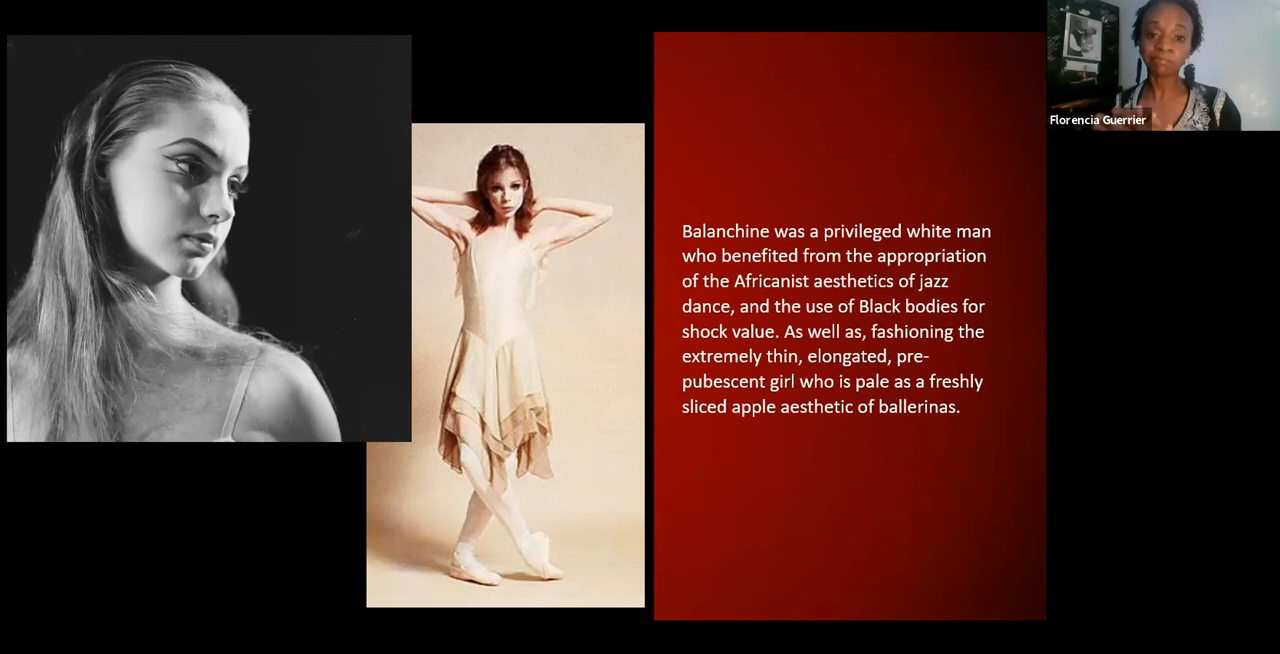 Florencia Guerrier
Balanchine was a privileged white man
who benefited from the appropriation
of the Africanist aesthetics of jazz
dance, and the use of Black bodies for
shock value. As well as, fashioning the
extremely thin, elongated, pre-
pubescent girl who is pale as a freshly
sliced apple aesthetic of ballerinas.